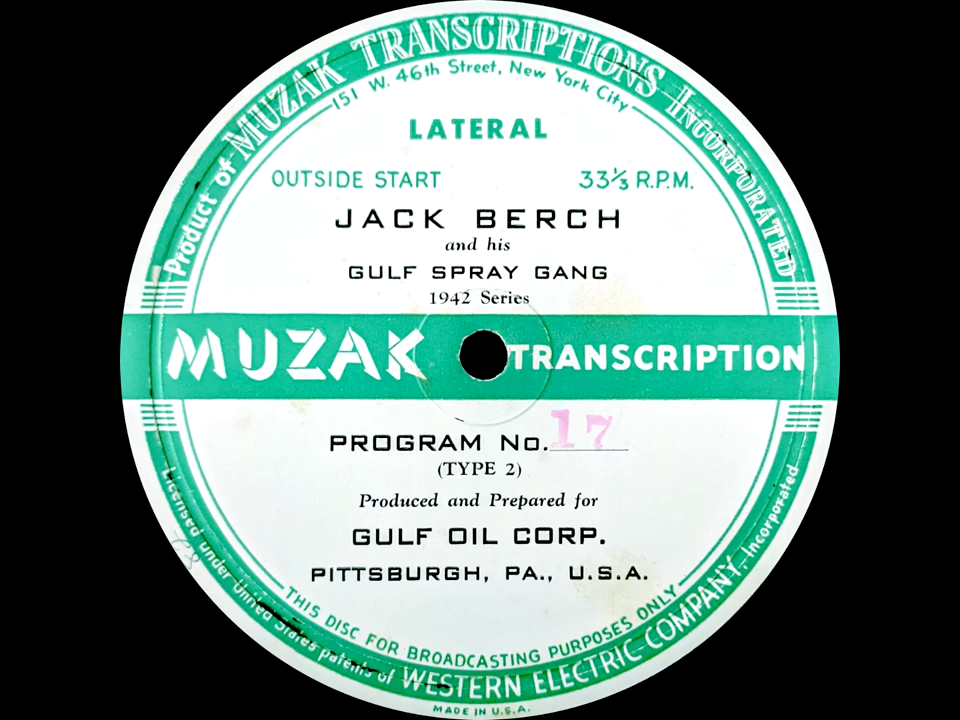 Product of MUZAK TRANSCRIPTIONS INCORPORATED
151 W. 46th Street, New York City
LATERAL
OUTSIDE START 33⅓ R.P.M.
JACK BERCH
and his
GULF SPRAY GANG
1942 Series
MUZAK TRANSCRIPTION
PROGRAM No. 17
(TYPE 2)
Produced and Prepared for
GULF OIL CORP.
PITTSBURGH, PA., U.S.A.
THIS DISC FOR BROADCASTING PURPOSES ONLY
Licensed under United States patents of WESTERN ELECTRIC COMPANY, Incorporated
MADE IN U.S.A.